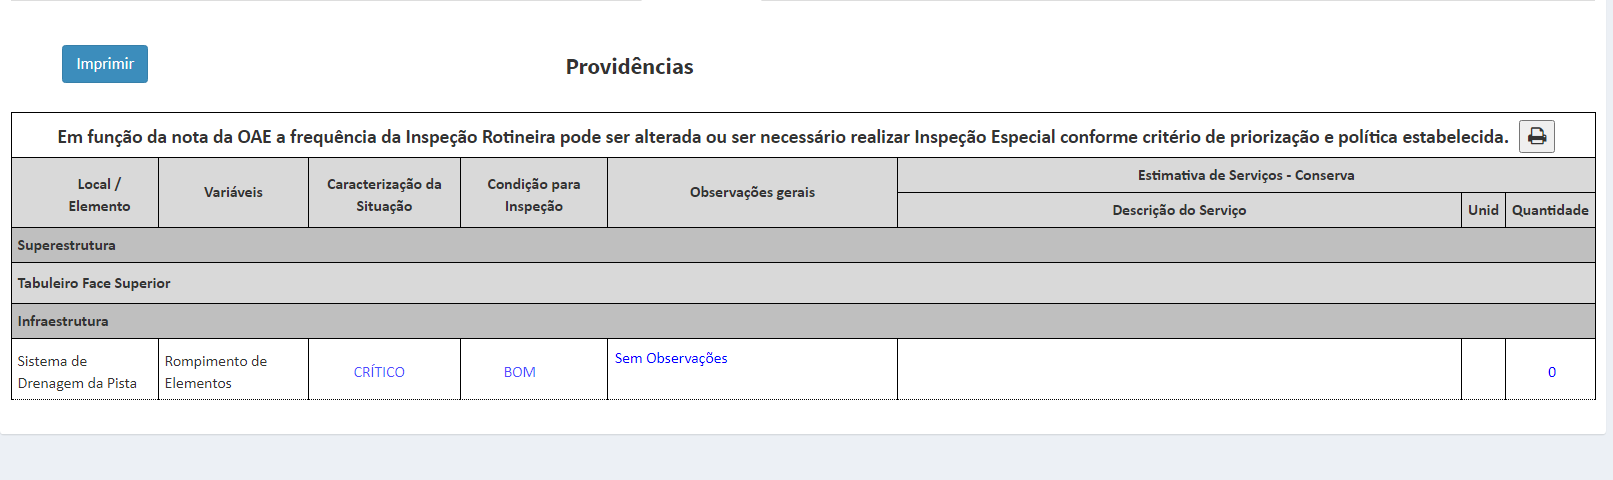 Imprimir
Providências
Em função da nota da OAE a frequência da Inspeção Rotineira pode ser alterada ou ser necessário realizar Inspeção Especial conforme critério de priorização e política estabelecida.
Local /
Elemento
Variáveis
Caracterização da
Situação
Condição para
Inspeção
Observações gerais
Estimativa de Serviços - Conserva
Descrição do Serviço
Unid
Quantidade
Superestrutura
Tabuleiro Face Superior
Infraestrutura
Sistema de
Drenagem da Pista
Rompimento de
Elementos
CRÍTICO
BOM
Sem Observações
0